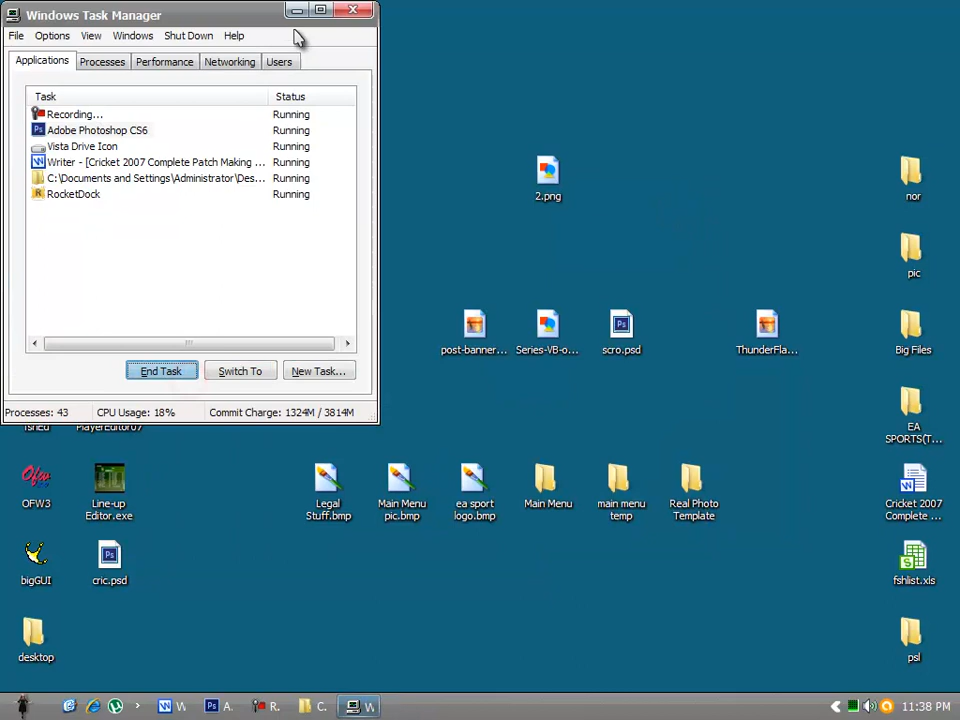 Windows Task Manager
File Options View Windows Shut Down Help
Applications Processes Performance Networking Users
Task Status
Recording... Running
Adobe Photoshop CS6 Running
Vista Drive Icon Running
Writer - [Cricket 2007 Complete Patch Making ... Running
C:\Documents and Settings\Administrator\Des... Running
RocketDock Running
End Task Switch To New Task...
Processes: 43 CPU Usage: 18% Commit Charge: 1324M / 3814M
2.png
nor
pic
post-banner... Series-VB-o... scro.psd ThunderFla... Big Files
PlayerEditor07
EA
SPORTS(T...
OFW3
Line-up
Editor.exe
Legal
Stuff.bmp
Main Menu
pic.bmp
ea sport
logo.bmp
Main Menu
main menu
temp
Real Photo
Template
Cricket 2007
Complete ...
bigGUI cric.psd fshlist.xls
desktop psl
W A. R. C. W 11:38 PM